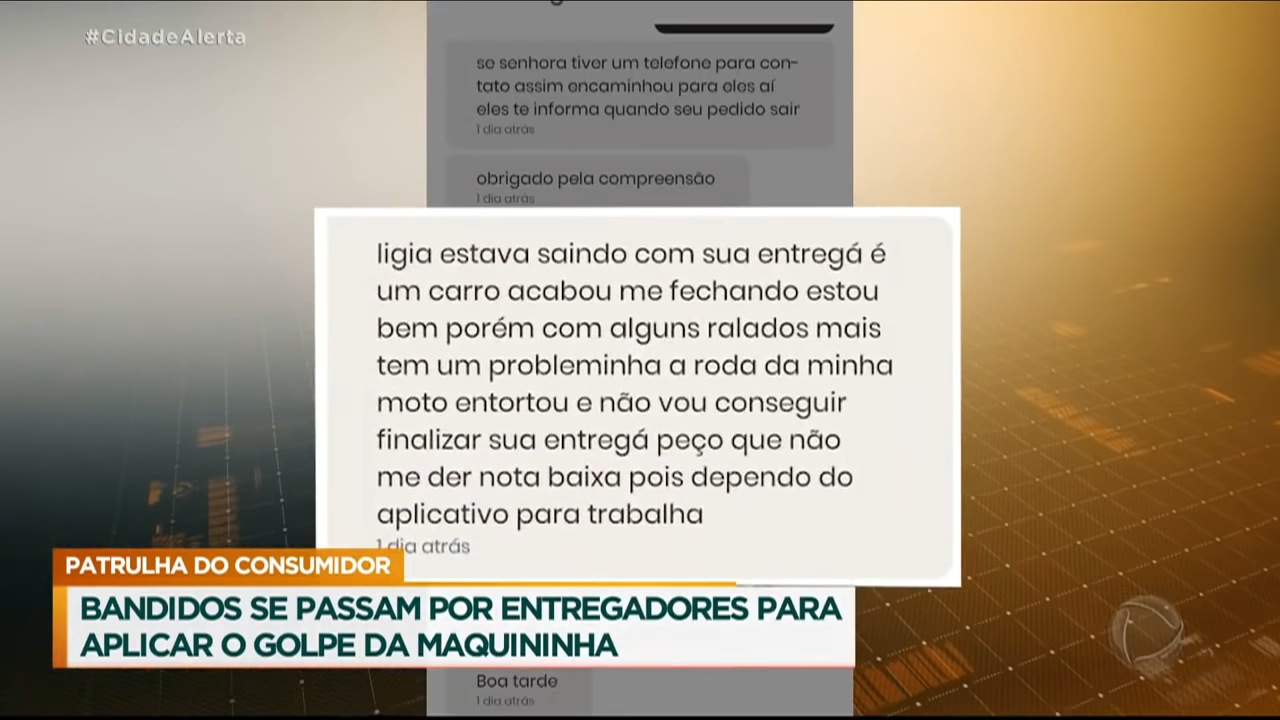 #CidadeAlerta
se senhora tiver um telefone para con-
tato assim encaminhou para eles aí
eles te informa quando seu pedido sair
1 dia atrás
obrigado pela compreensão
1 dia atrás
ligia estava saindo com sua entregá é
um carro acabou me fechando estou
bem porém com alguns ralados mais
tem um probleminha a roda da minha
moto entortou e não vou conseguir
finalizar sua entregá peço que não
me der nota baixa pois dependo do
aplicativo para trabalha
1 dia atrás
PATRULHA DO CONSUMIDOR
BANDIDOS SE PASSAM POR ENTREGADORES PARA
APLICAR O GOLPE DA MAQUININHA
Boa tarde
1 dia atrás